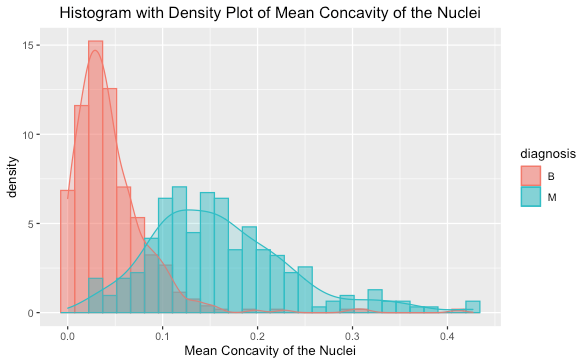 Histogram with Density Plot of Mean Concavity of the Nuclei
15
10
5
0
density
0.0
0.1
0.2
0.3
0.4
Mean Concavity of the Nuclei
diagnosis
B
M